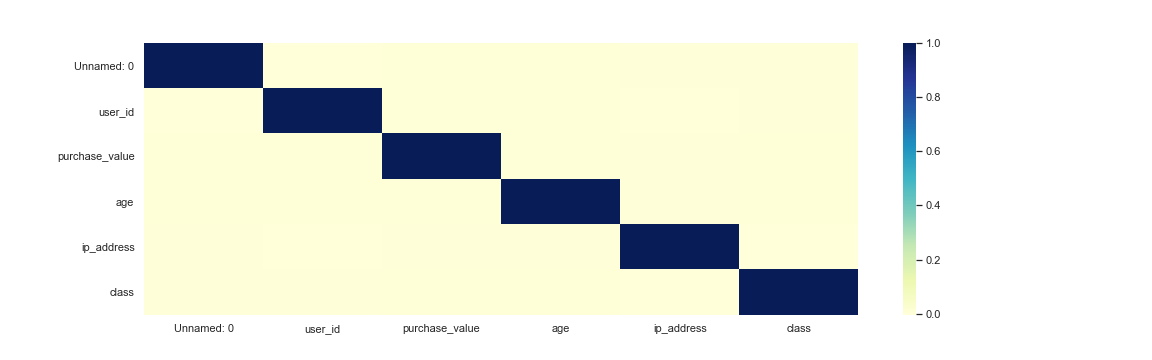 Unnamed: 0
user_id
purchase_value
age
ip_address
class
Unnamed: 0 user_id purchase_value age ip_address class
1.0
0.8
0.6
0.4
0.2
0.0